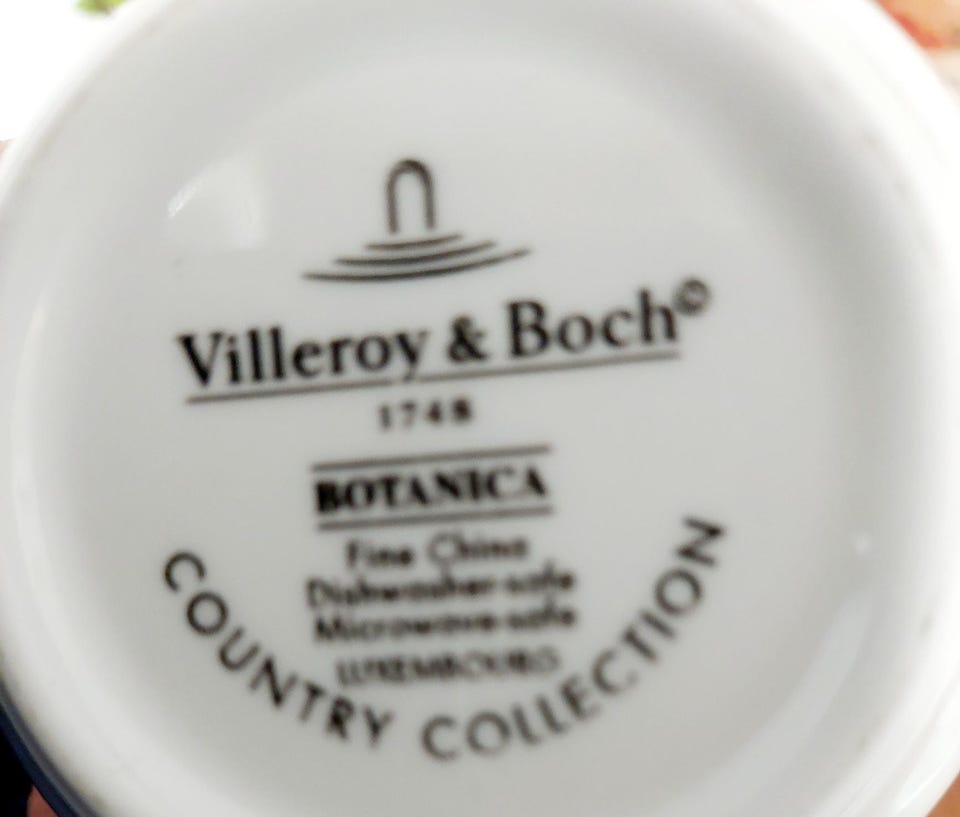 Villeroy & Boch©
1748
BOTANICA
Fine China
Dishwasher-safe
Microwave-safe
LUXEMBOURG
COUNTRY COLLECTION